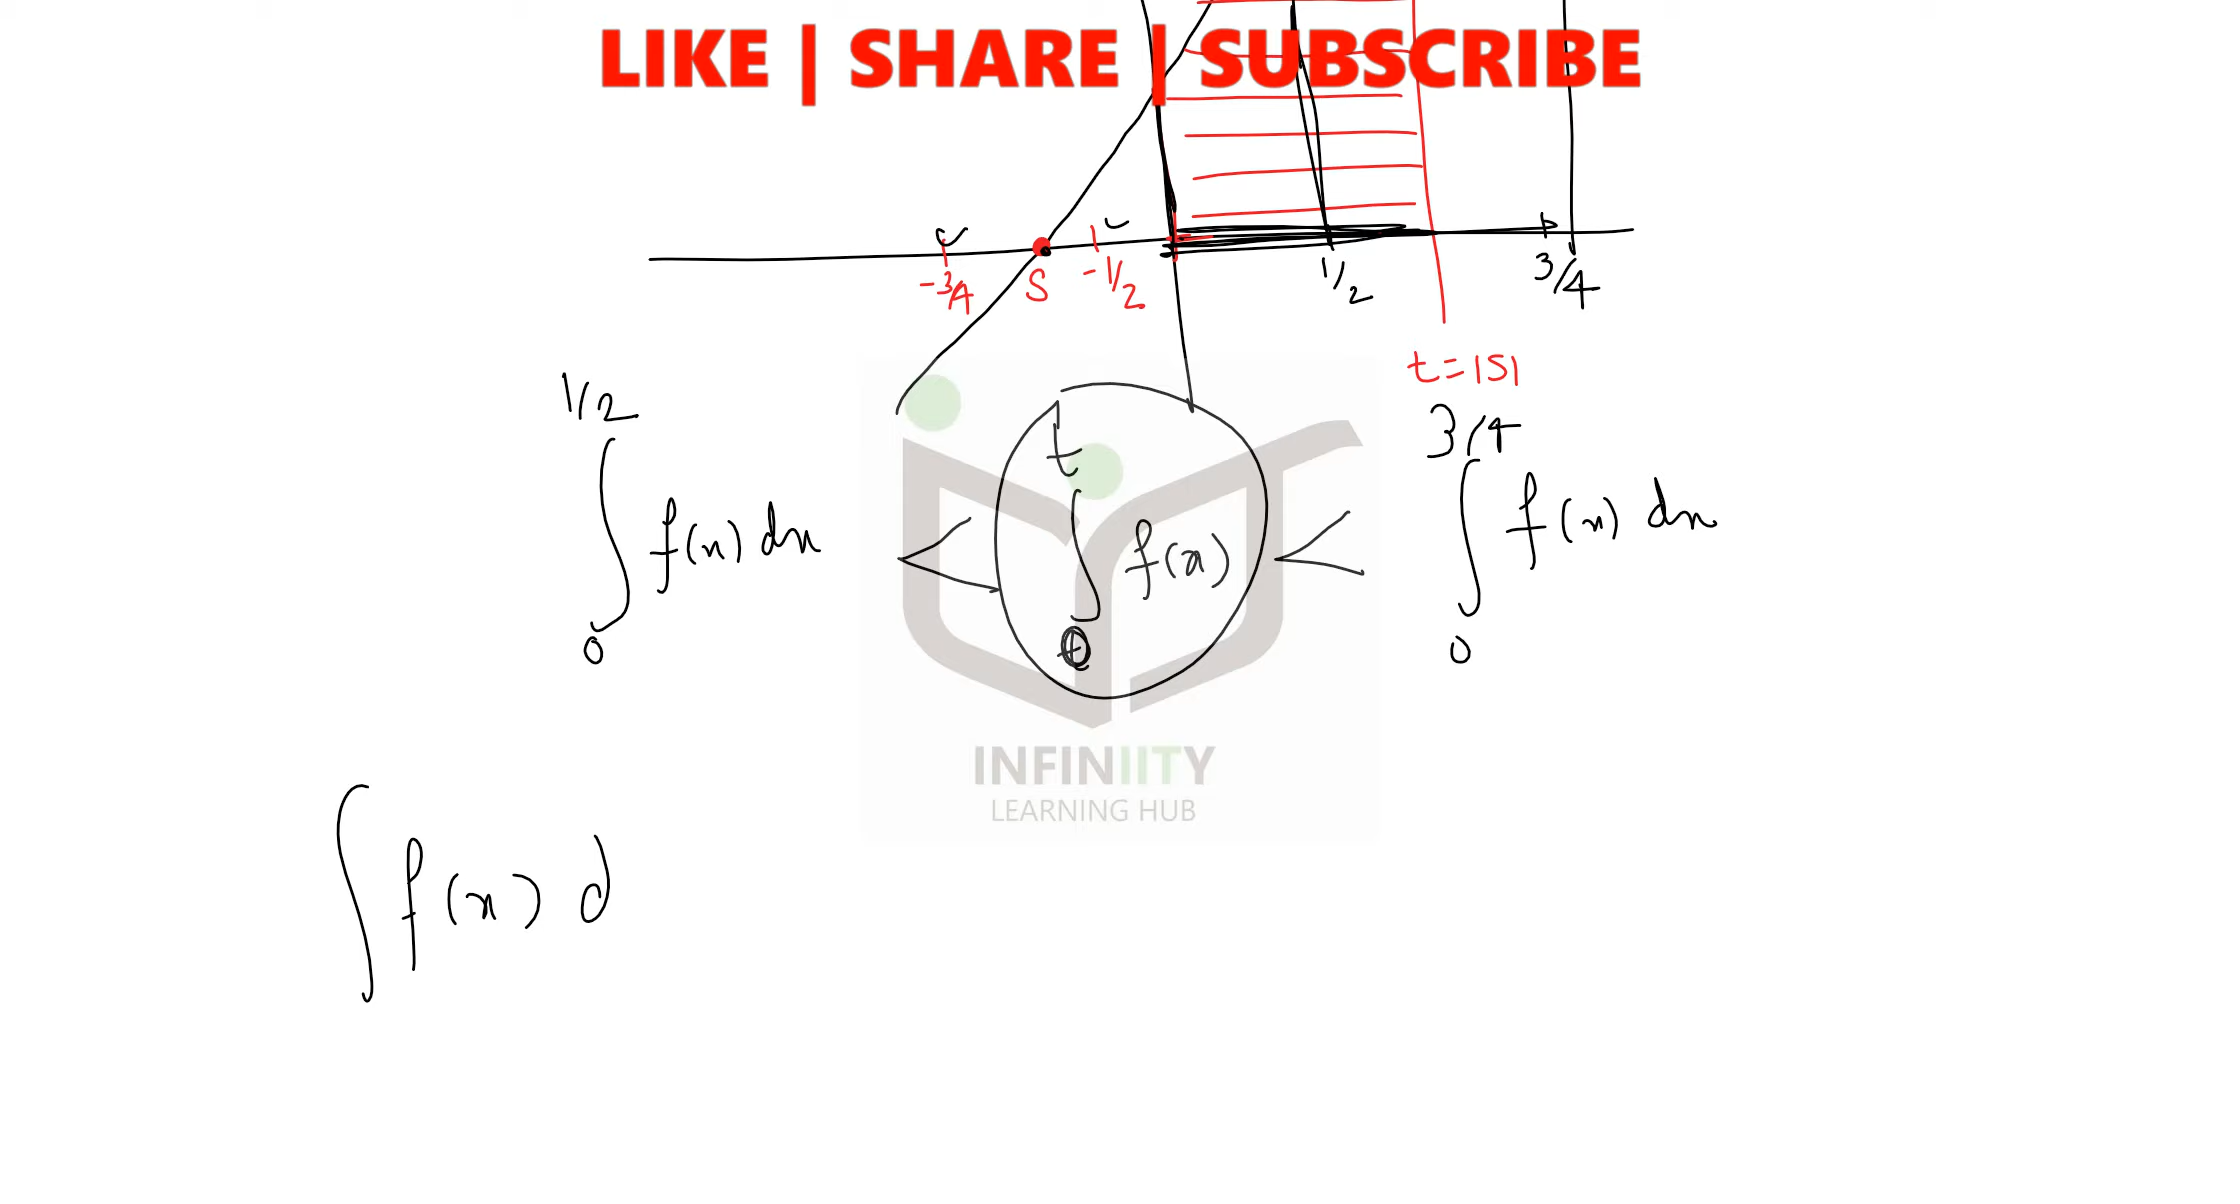 LIKE | SHARE | SUBSCRIBE
-3/4 S -1/2 1/2 3/4
t=|S|
1/2 t 3/4
∫ f(x) dx < ∫ f(x) < ∫ f(x) dx
0 0
INFINIITY
LEARNING HUB
∫ f(x) d